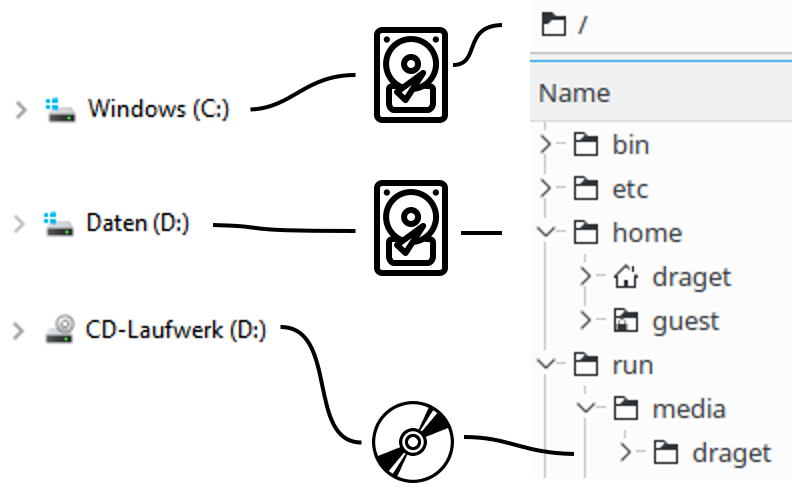 Windows (C:)
Daten (D:)
CD-Laufwerk (D:)
/
Name
bin
etc
home
draget
guest
run
media
draget